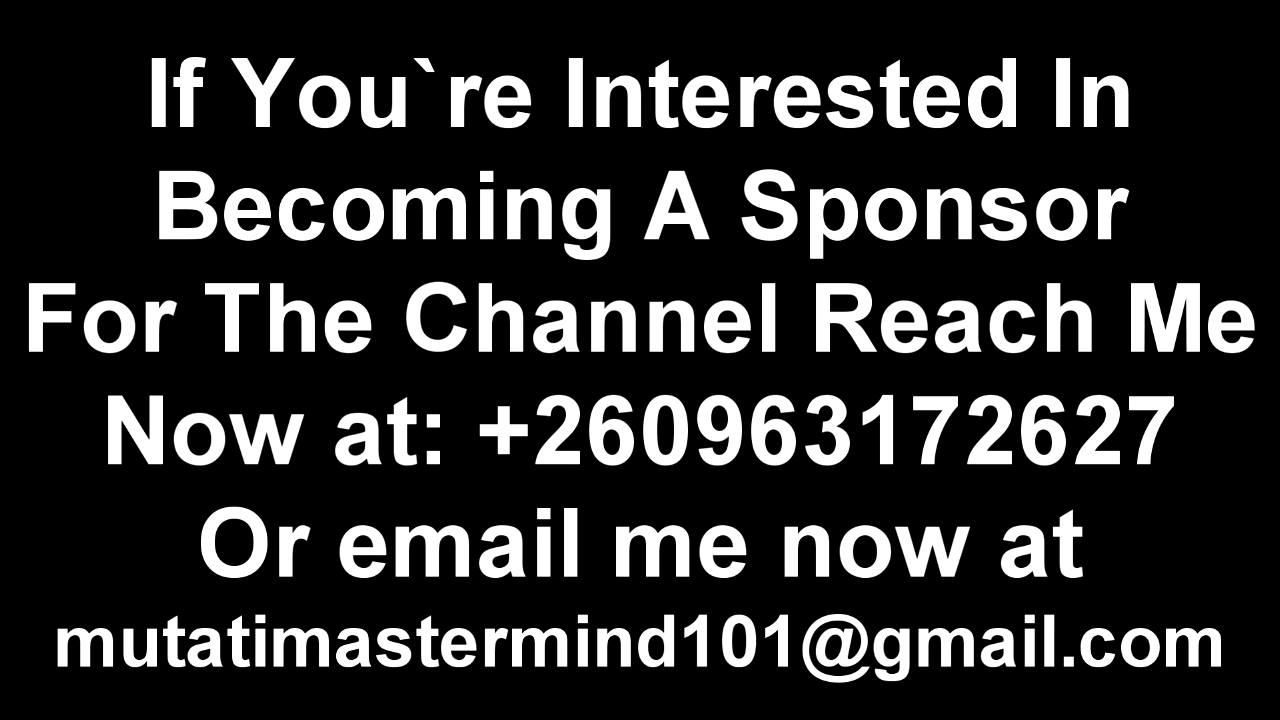 If You`re Interested In
Becoming A Sponsor
For The Channel Reach Me
Now at: +260963172627
Or email me now at
mutatimastermind101@gmail.com